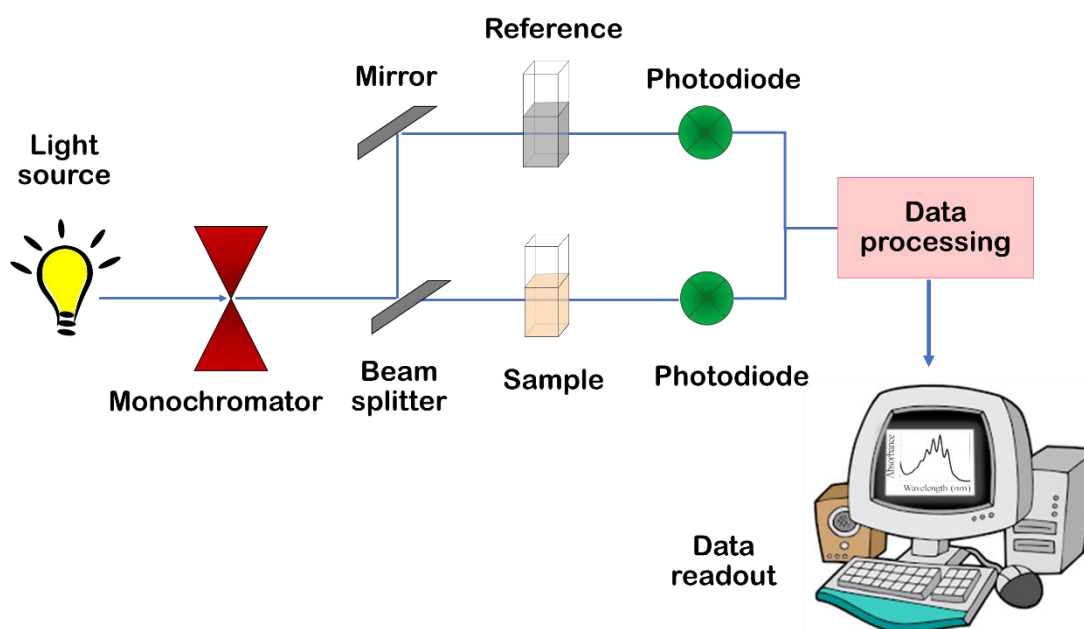 Reference
Mirror
Photodiode
Light
source
Data
processing
Monochromator
Beam
splitter
Sample
Photodiode
Absorbance
Wavelength (nm)
Data
readout